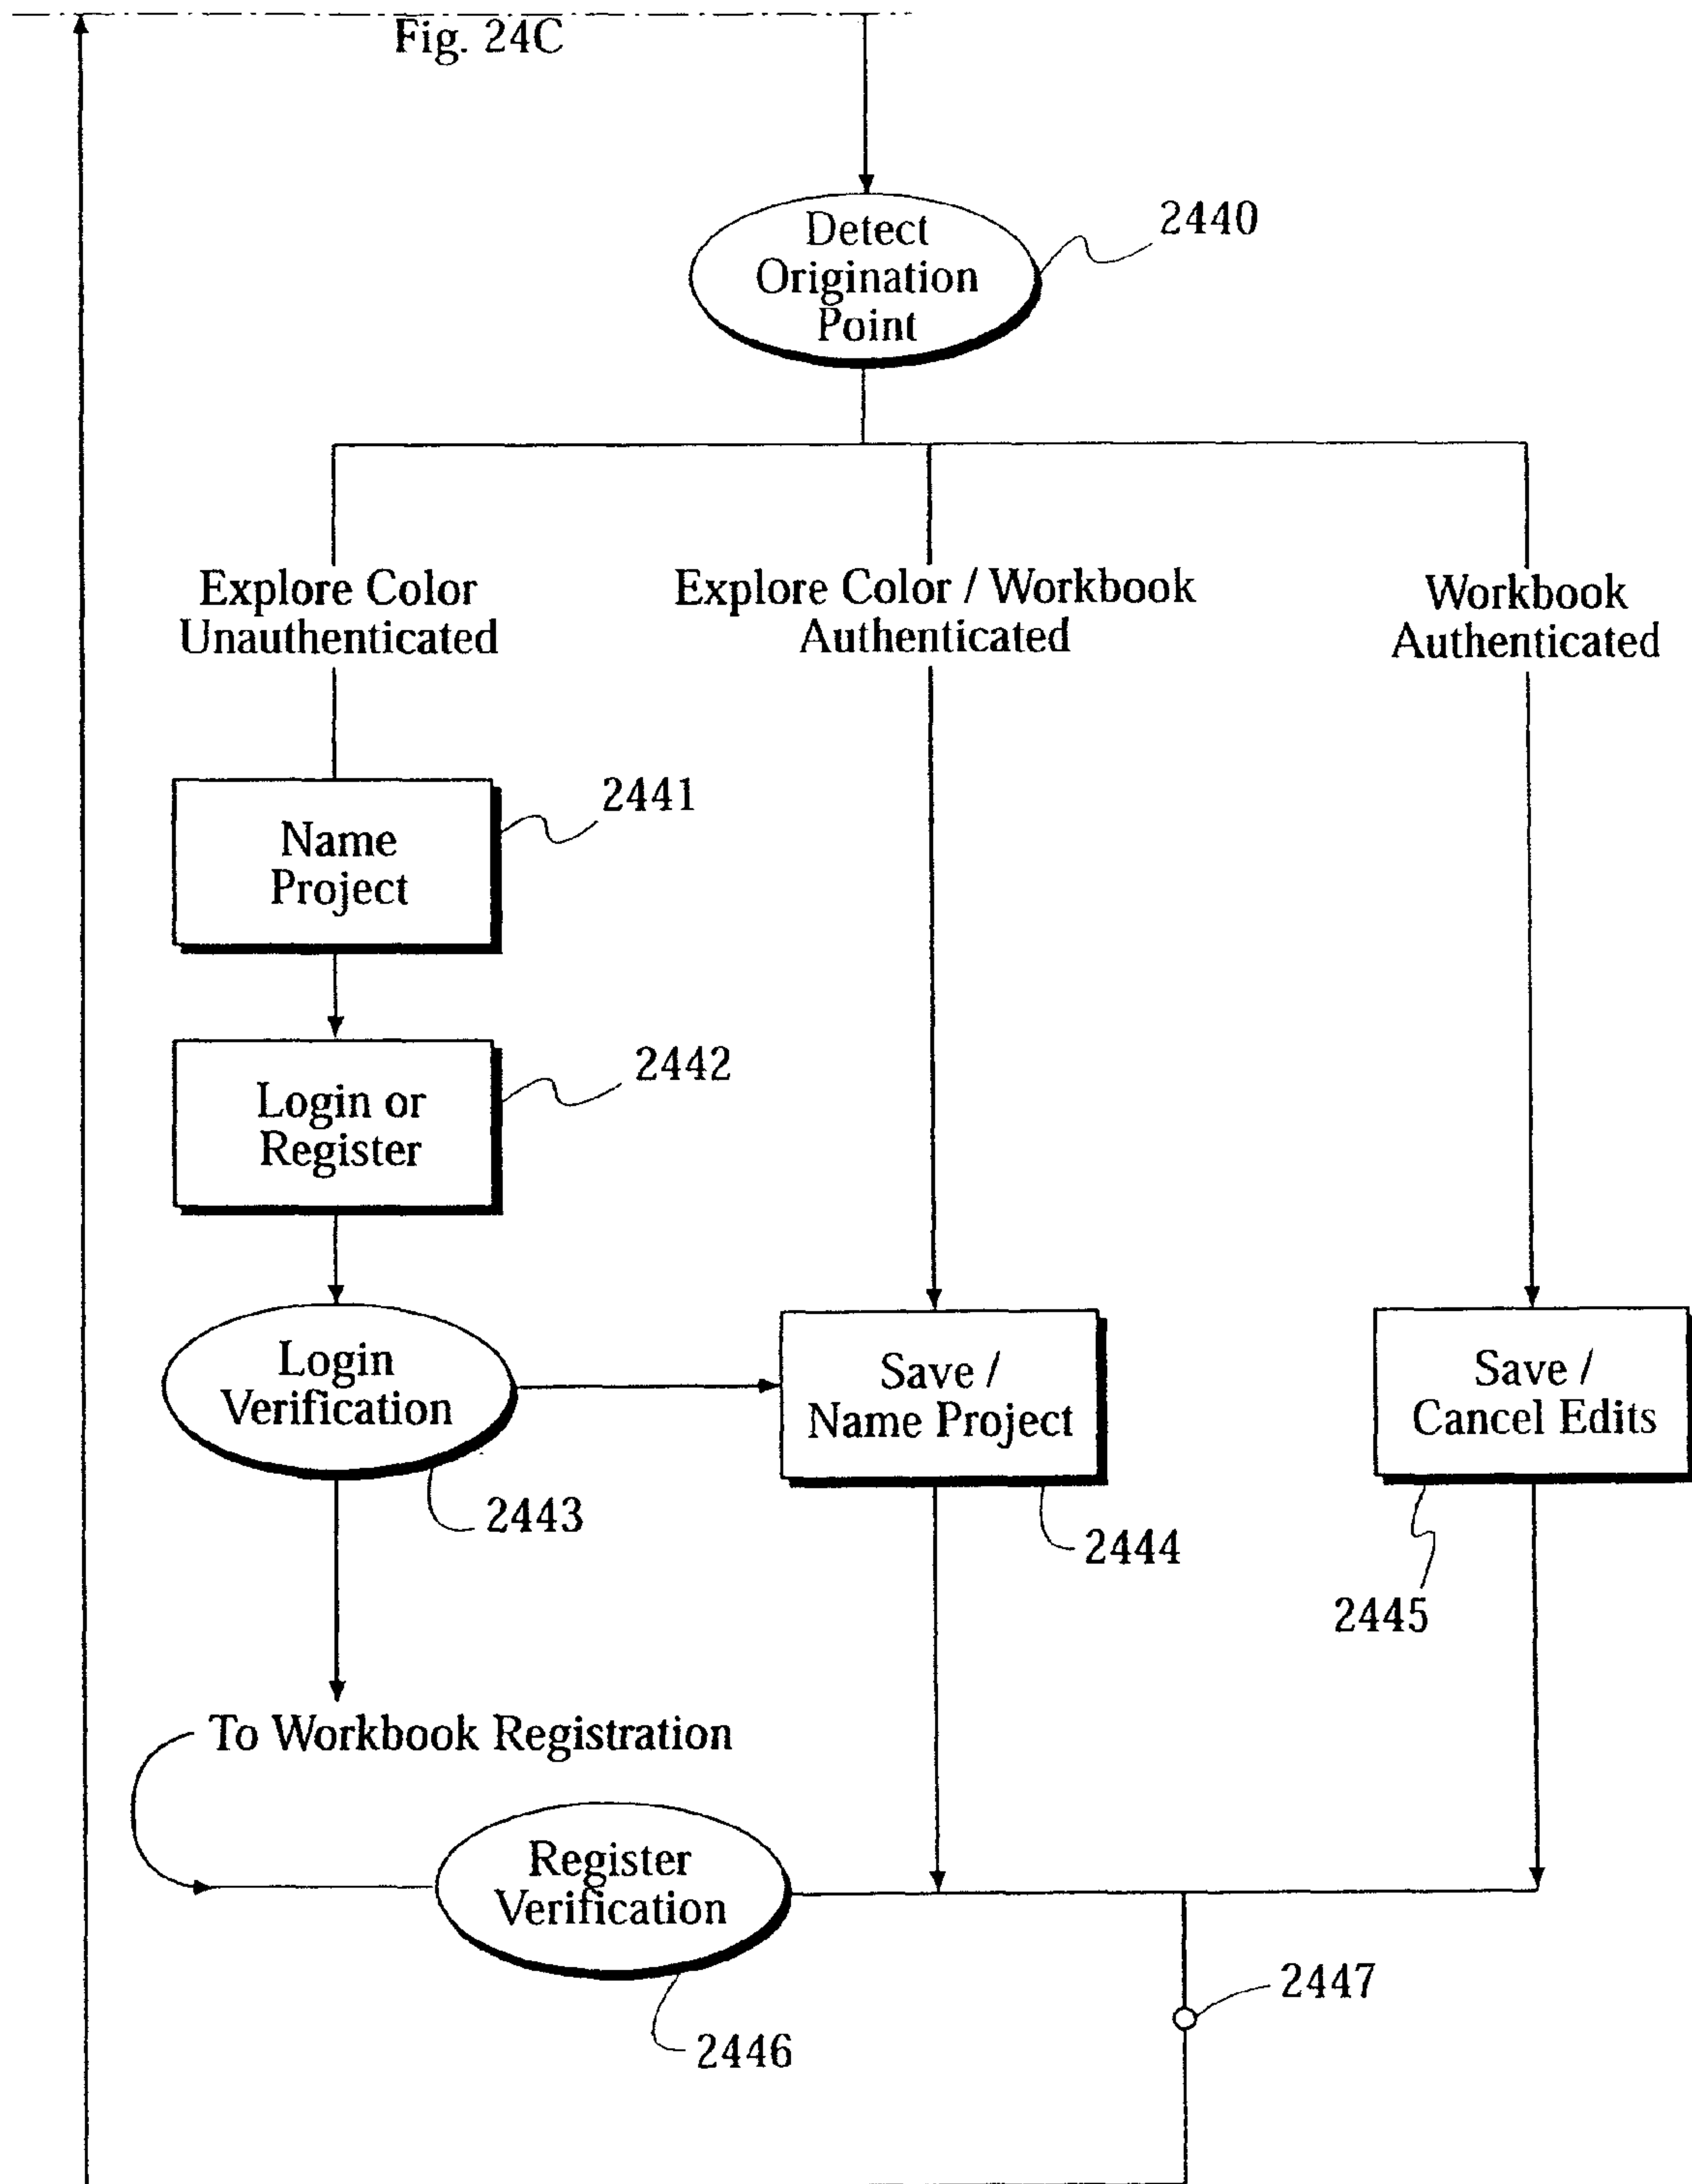 Fig. 24C
Detect
Origination
Point
2440
Explore Color
Unauthenticated
Explore Color / Workbook
Authenticated
Workbook
Authenticated
Name
Project
2441
Login or
Register
2442
Login
Verification
2443
Save /
Name Project
2444
Save /
Cancel Edits
2445
To Workbook Registration
Register
Verification
2446
2447